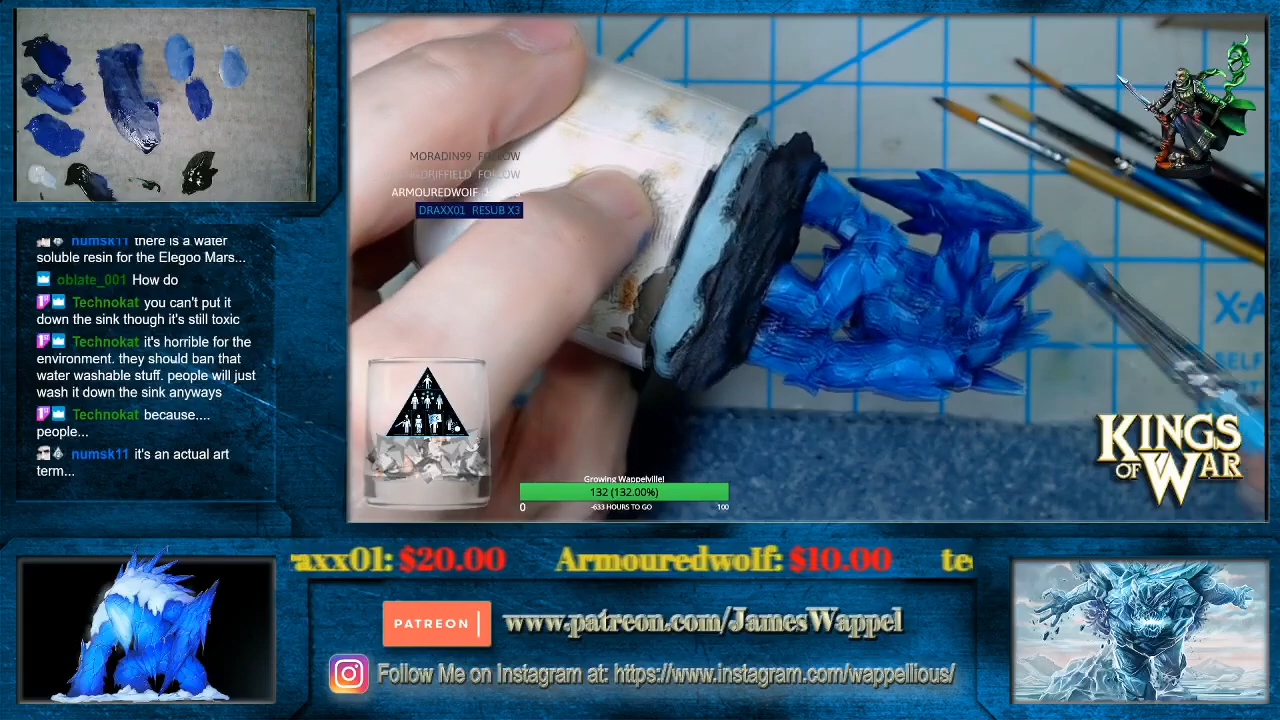 numsk11 there is a water
soluble resin for the Elegoo Mars...
oblate_001 How do
Technokat you can't put it
down the sink though it's still toxic
Technokat it's horrible for the
environment. they should ban that
water washable stuff. people will just
wash it down the sink anyways
Technokat because....
people...
numsk11 it's an actual art
term...
MORADIN99 FOLLOW
DRIFFIELD FOLLOW
ARMOUREDWOLF
DRAXX01 RESUB X3
Growing Wappelville!
132 (132.00%)
0 -633 HOURS TO GO 100
X-A
SELF
KINGS
OF WAR
axx01: $20.00 ArmouredwoIf: $10.00 te
PATREON
www.patreon.com/JamesWappel
Follow Me on Instagram at: https://www.instagram.com/wappellious/